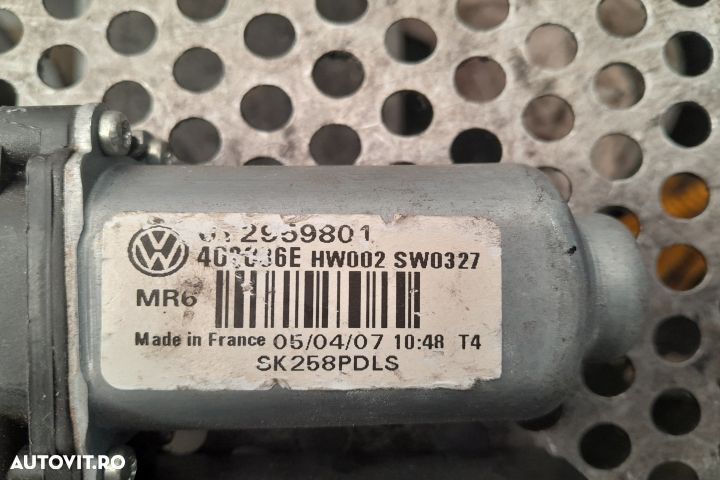 2959801
HW002 SW0327
MR6
Made in France 05/04/07 10:48 T4
SK258PDLS
AUTOVIT.RO